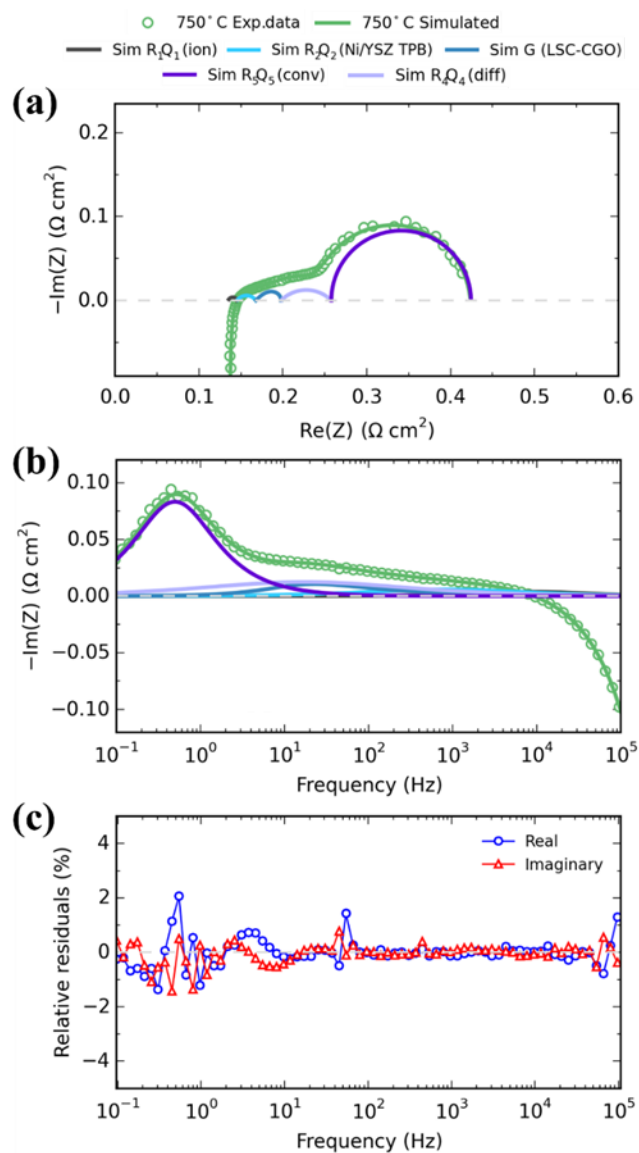 750°C Exp.data 750°C Simulated
Sim R₁Q₁(ion) Sim R₂Q₂(Ni/YSZ TPB) Sim G (LSC-CGO)
Sim R₅Q₅(conv) Sim R₄Q₄(diff)
(a)
−Im(Z) (Ω cm²)
0.2
0.1
0.0
0.0 0.1 0.2 0.3 0.4 0.5 0.6
Re(Z) (Ω cm²)
(b)
−Im(Z) (Ω cm²)
0.10
0.05
0.00
−0.05
−0.10
10⁻¹ 10⁰ 10¹ 10² 10³ 10⁴ 10⁵
Frequency (Hz)
(c)
Relative residuals (%)
4
2
0
−2
−4
Real
Imaginary
10⁻¹ 10⁰ 10¹ 10² 10³ 10⁴ 10⁵
Frequency (Hz)